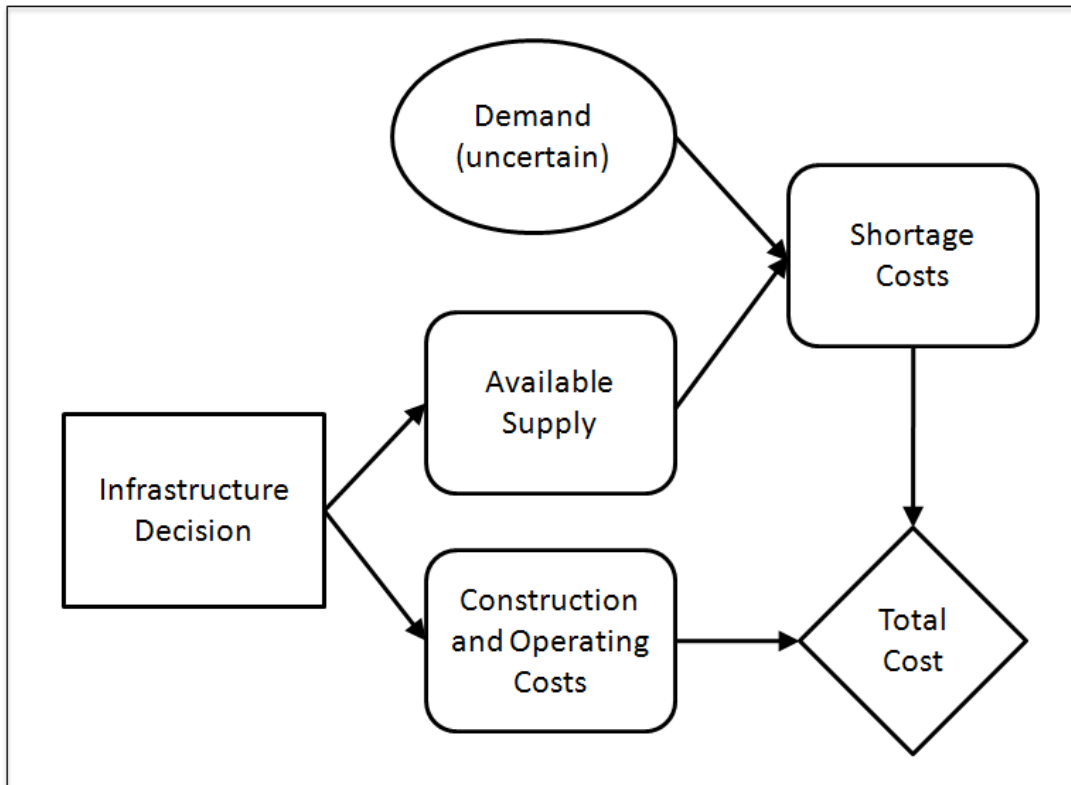 Demand
(uncertain)
Shortage
Costs
Available
Supply
Infrastructure
Decision
Construction
and Operating
Costs
Total
Cost